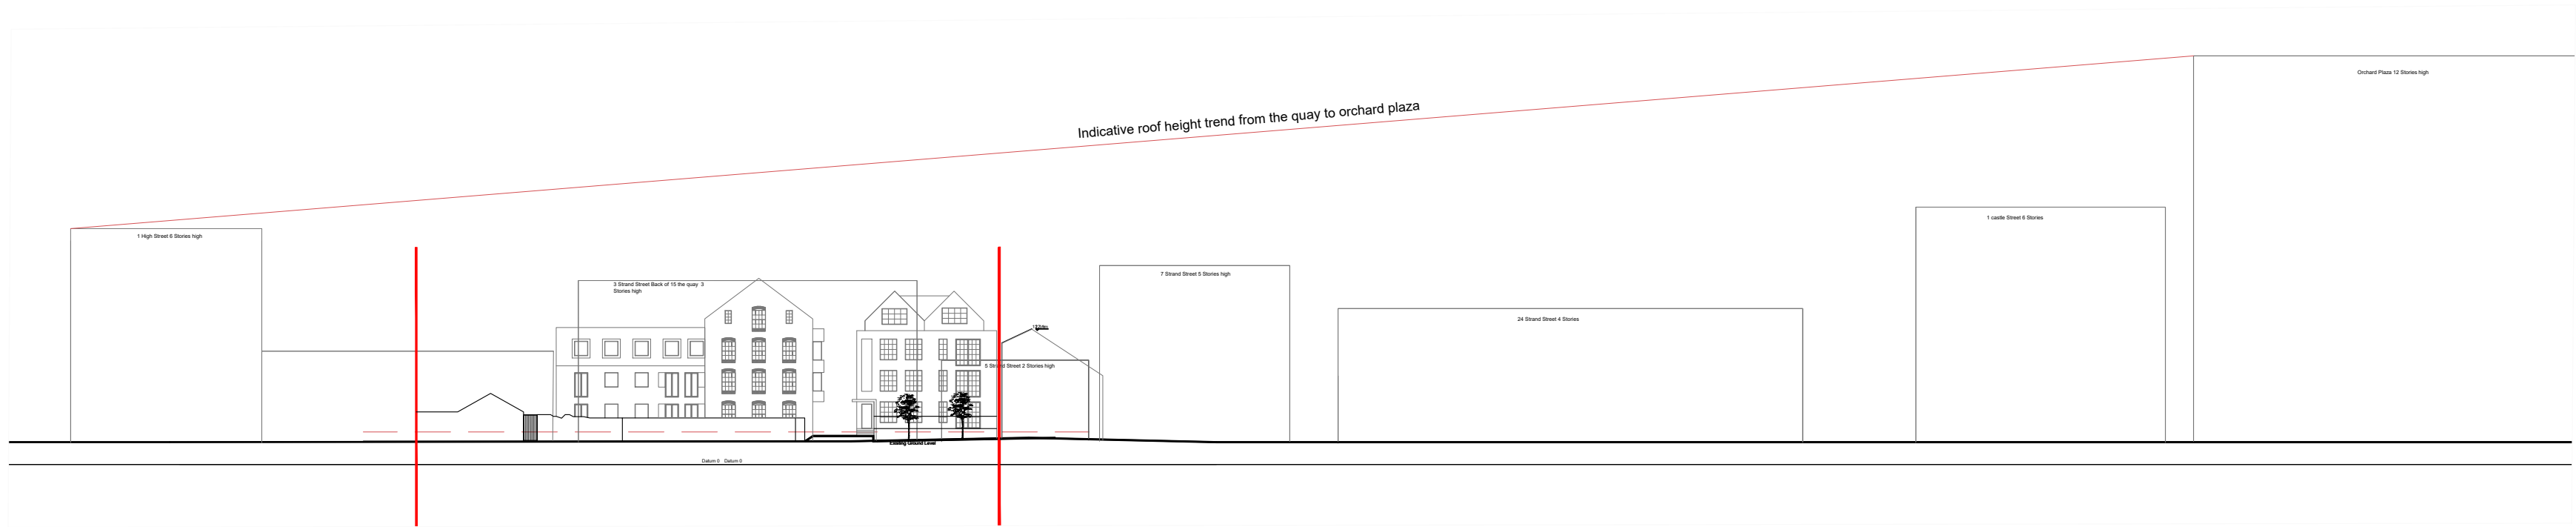 Orchard Plaza 12 Stories high
Indicative roof height trend from the quay to orchard plaza
1 castle Street 6 Stories
1 High Street 6 Stories high
7 Strand Street 5 Stories high
3 Strand Street Back of 15 the quay 3
Stories high
24 Strand Street 4 Stories
5 Strand Street 2 Stories high
Existing Ground Level
Datum 0 Datum 0